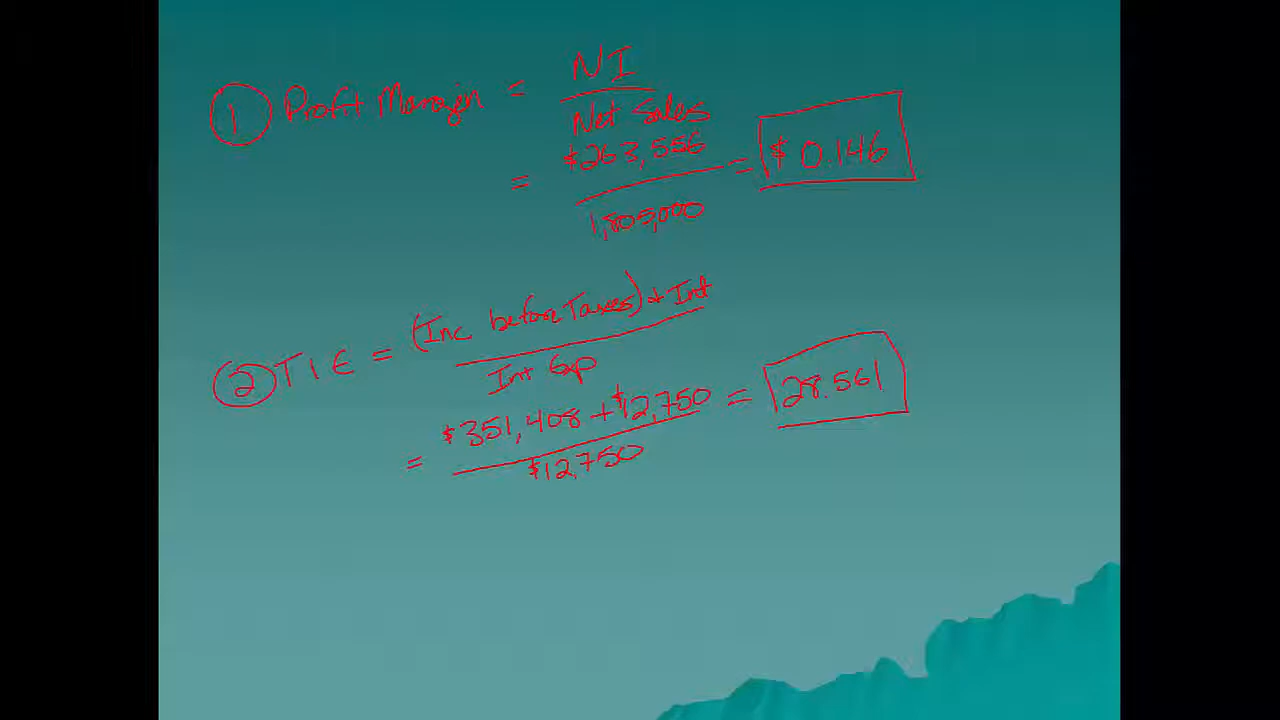 ① Profit Margin = NI
Net Sales
= $263,556 = $0.146
1,805,000
② TIE = (Inc before Taxes) + Int
Int Exp
= $351,408 + $12,750 = 28.561
$12,750